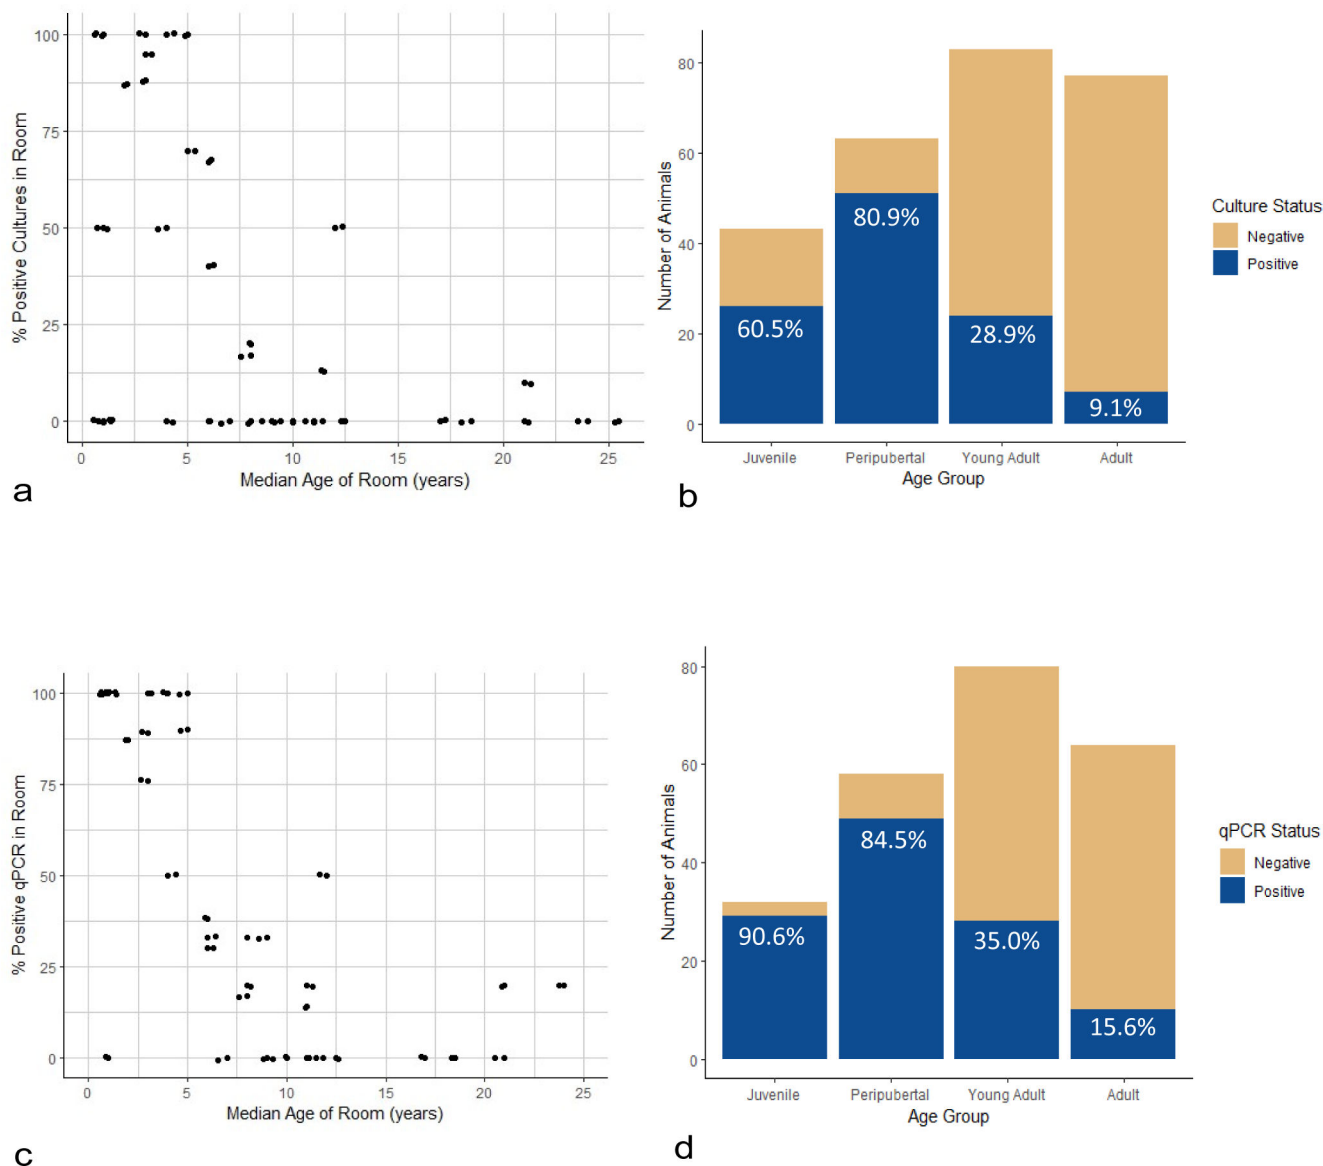 100
75
50
25
0
% Positive Cultures in Room
0 5 10 15 20 25
Median Age of Room (years)
a
80
60
40
20
0
Number of Animals
60.5%
80.9%
28.9%
9.1%
Juvenile Peripubertal Young Adult Adult
Age Group
Culture Status
Negative
Positive
b
100
75
50
25
0
% Positive qPCR in Room
0 5 10 15 20 25
Median Age of Room (years)
c
80
60
40
20
0
Number of Animals
90.6%
84.5%
35.0%
15.6%
Juvenile Peripubertal Young Adult Adult
Age Group
qPCR Status
Negative
Positive
d